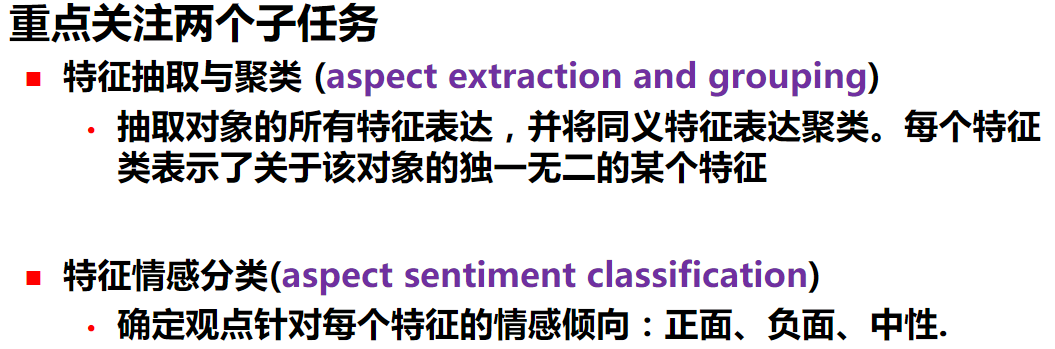 重点关注两个子任务
特征抽取与聚类 (aspect extraction and grouping)
抽取对象的所有特征表达，并将同义特征表达聚类。每个特征
类表示了关于该对象的独一无二的某个特征
特征情感分类(aspect sentiment classification)
确定观点针对每个特征的情感倾向：正面、负面、中性.